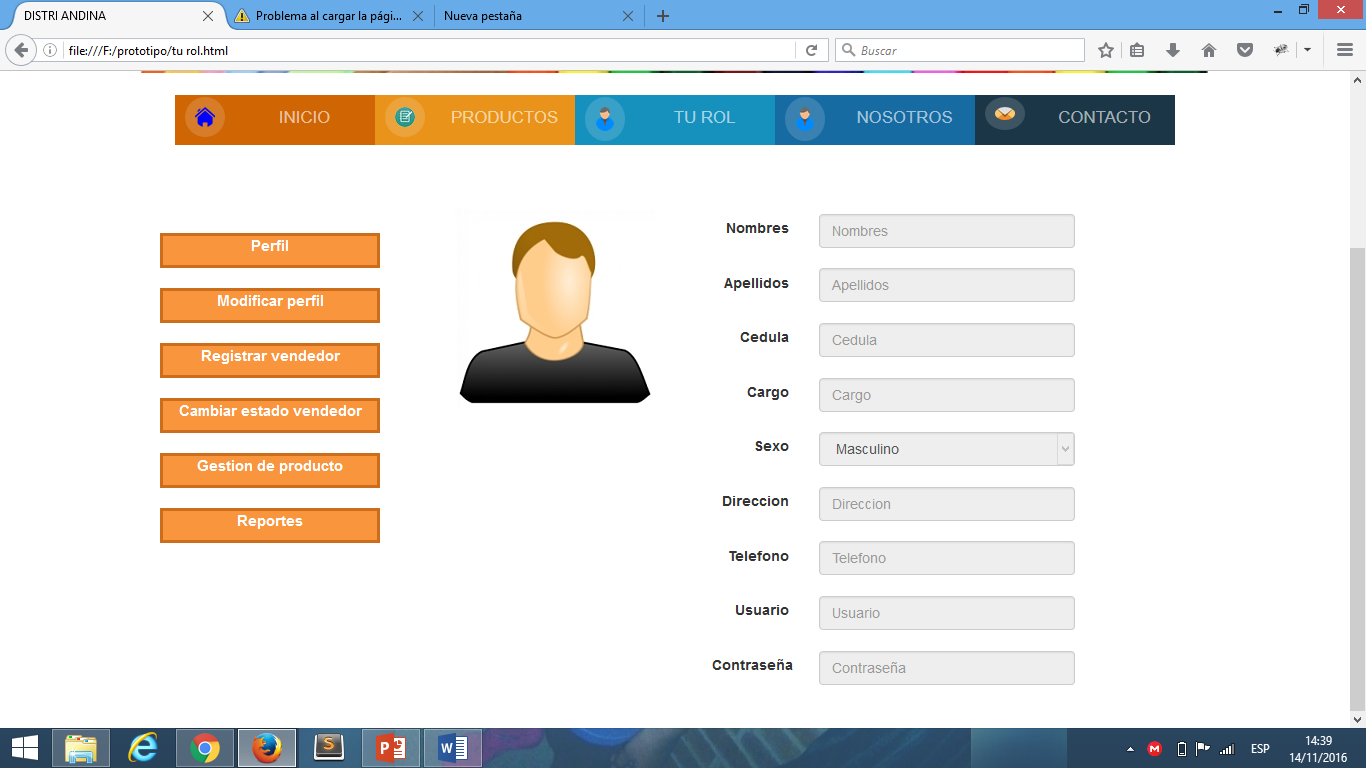 DISTRI ANDINA
Problema al cargar la pági...
Nueva pestaña
file:///F:/prototipo/tu rol.html
Buscar
INICIO
PRODUCTOS
TU ROL
NOSOTROS
CONTACTO
Perfil
Modificar perfil
Registrar vendedor
Cambiar estado vendedor
Gestion de producto
Reportes
Nombres Nombres
Apellidos Apellidos
Cedula Cedula
Cargo Cargo
Sexo Masculino
Direccion Direccion
Telefono Telefono
Usuario Usuario
Contraseña Contraseña
ESP
14:39
14/11/2016